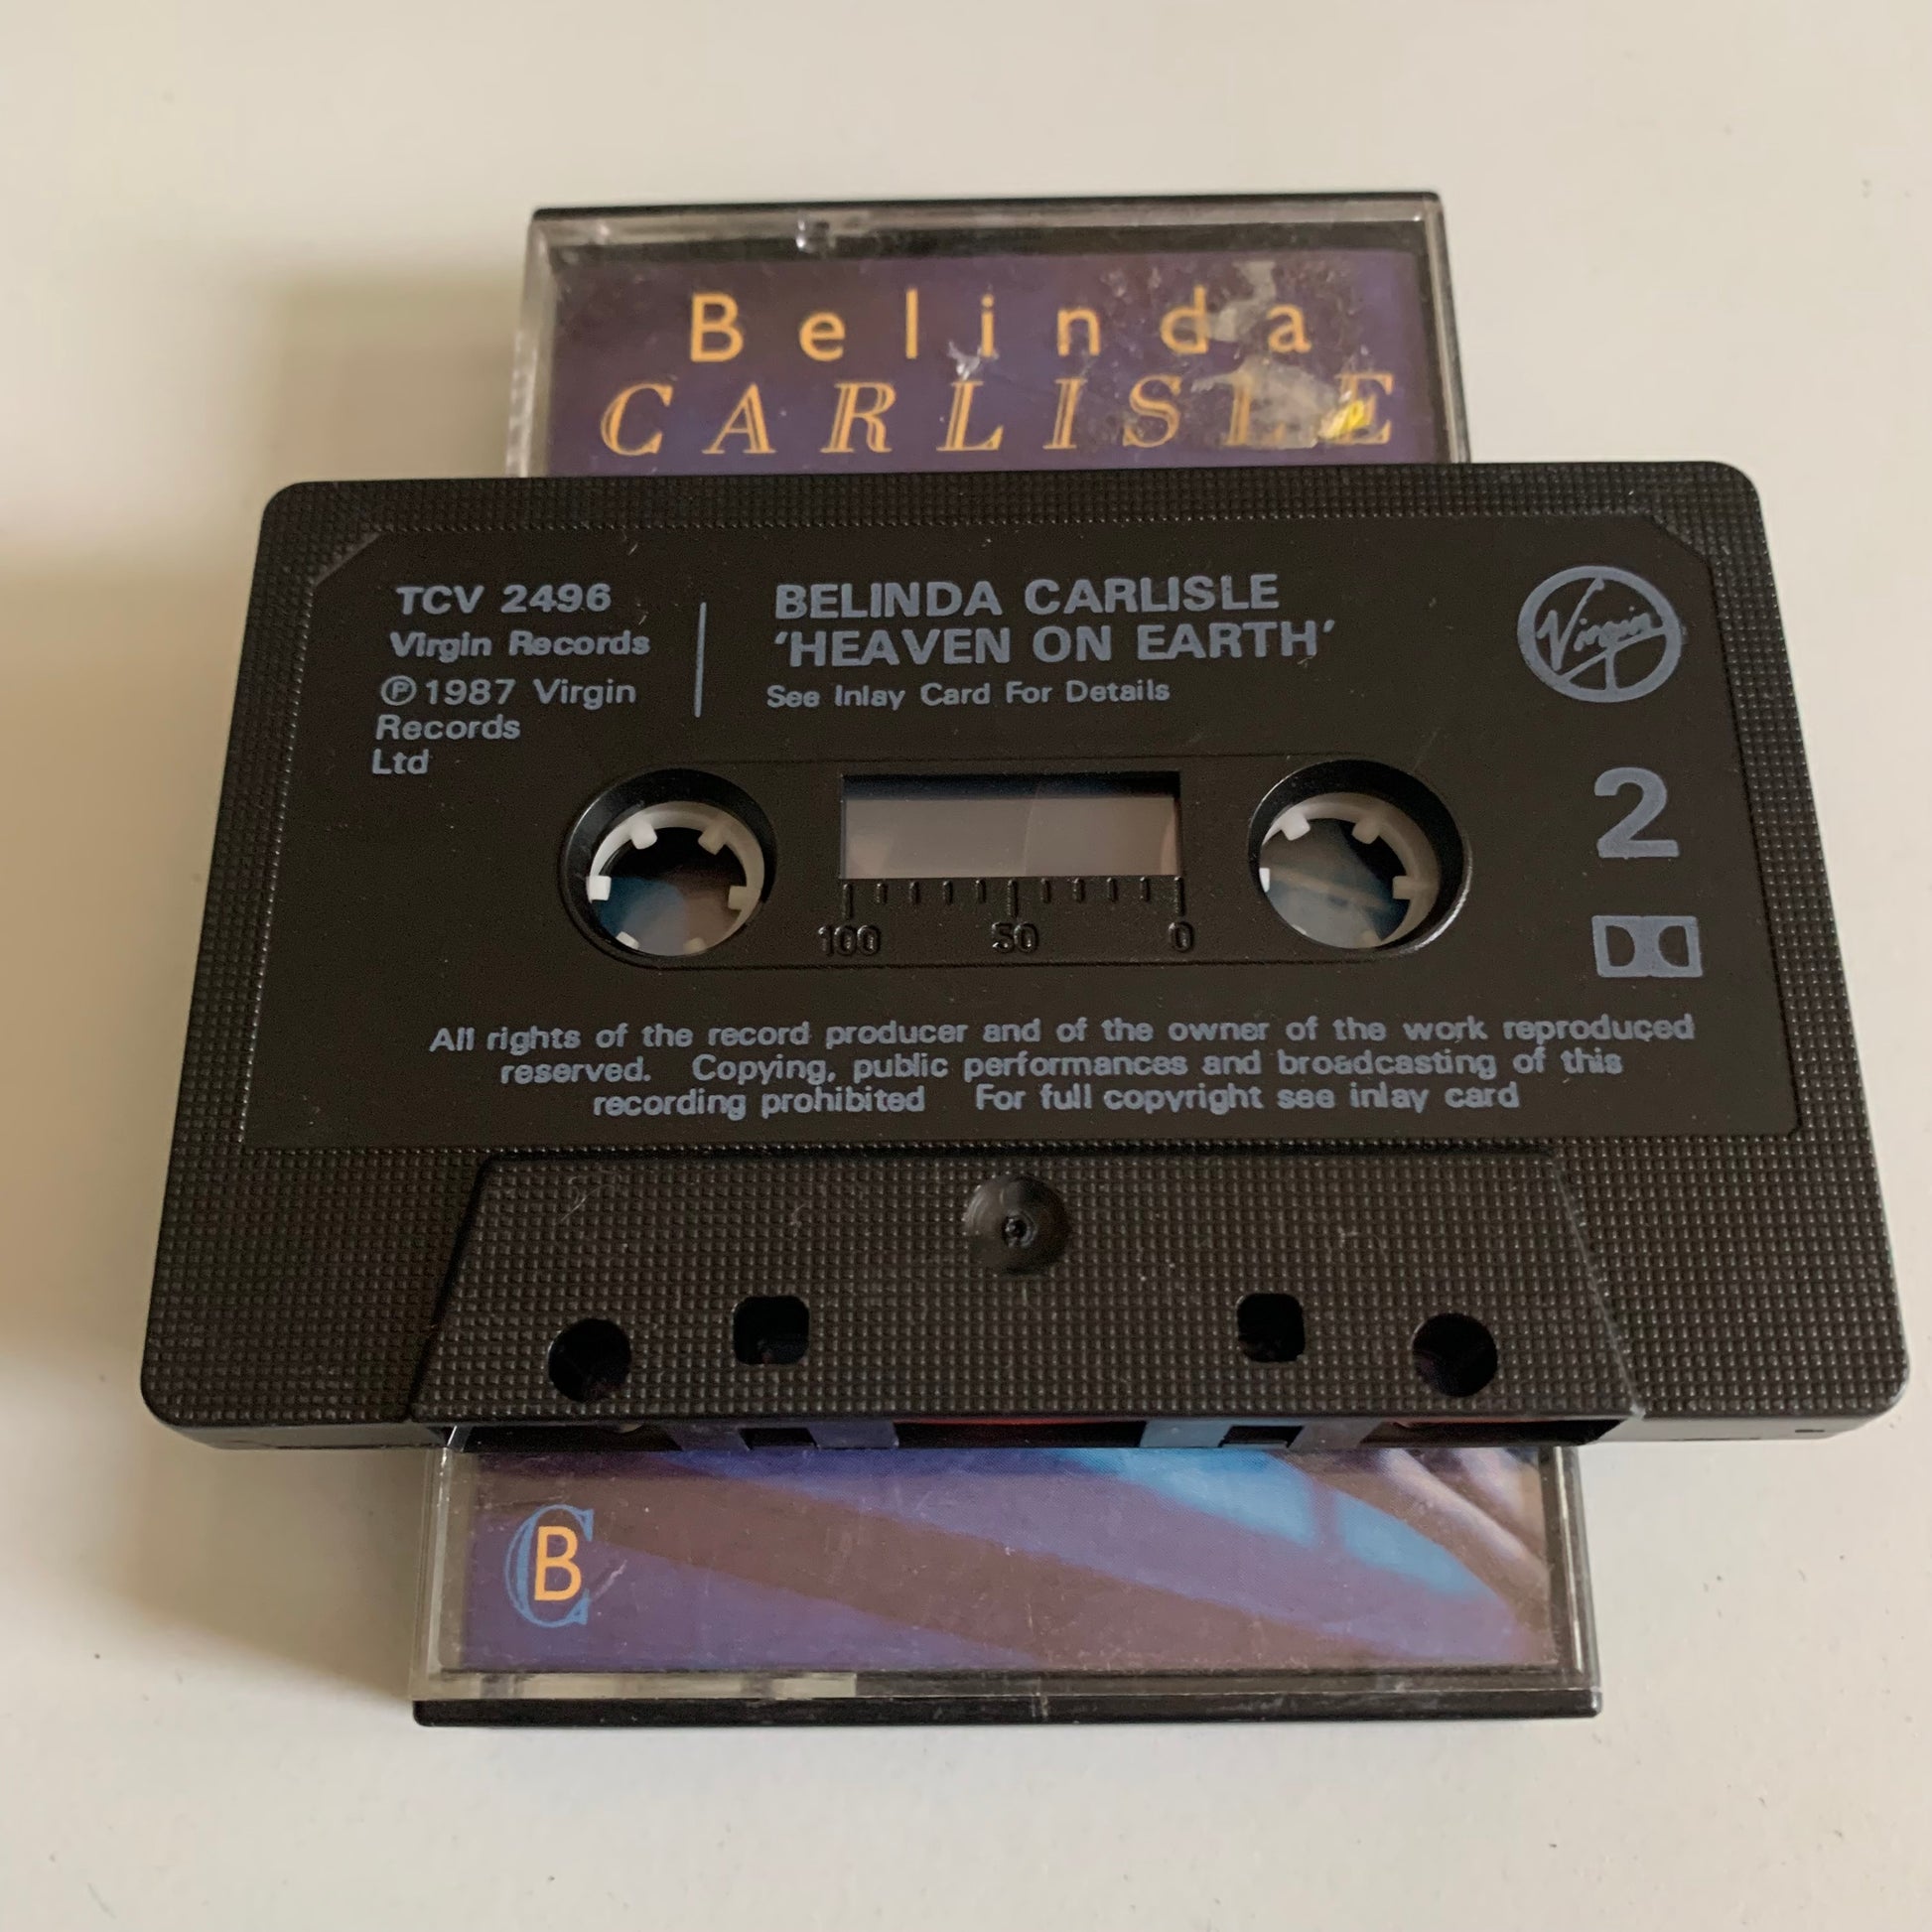 Belinda
CARLISLE
TCV 2496
Virgin Records
Ⓟ 1987 Virgin
Records
Ltd
BELINDA CARLISLE
'HEAVEN ON EARTH'
See Inlay Card For Details
Virgin
2
100 50 0
All rights of the record producer and of the owner of the work reproduced
reserved. Copying, public performances and broadcasting of this
recording prohibited For full copyright see inlay card
BC